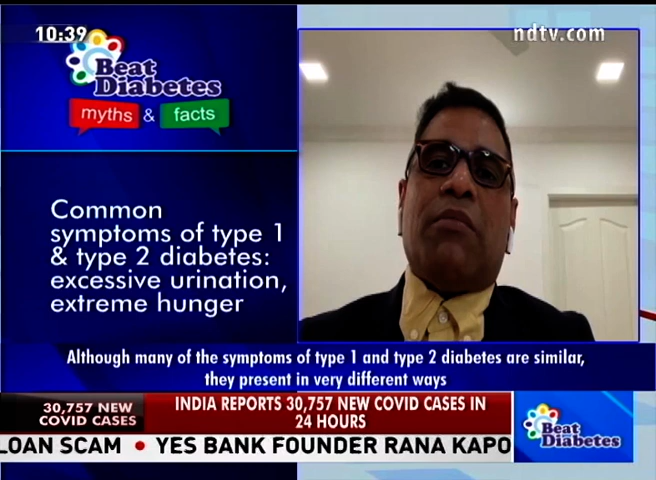 10:39
ndtv.com
Beat
Diabetes
myths & facts
Common
symptoms of type 1
& type 2 diabetes:
excessive urination,
extreme hunger
Although many of the symptoms of type 1 and type 2 diabetes are similar,
they present in very different ways
30,757 NEW
COVID CASES
INDIA REPORTS 30,757 NEW COVID CASES IN
24 HOURS
LOAN SCAM • YES BANK FOUNDER RANA KAPO
Beat
Diabetes